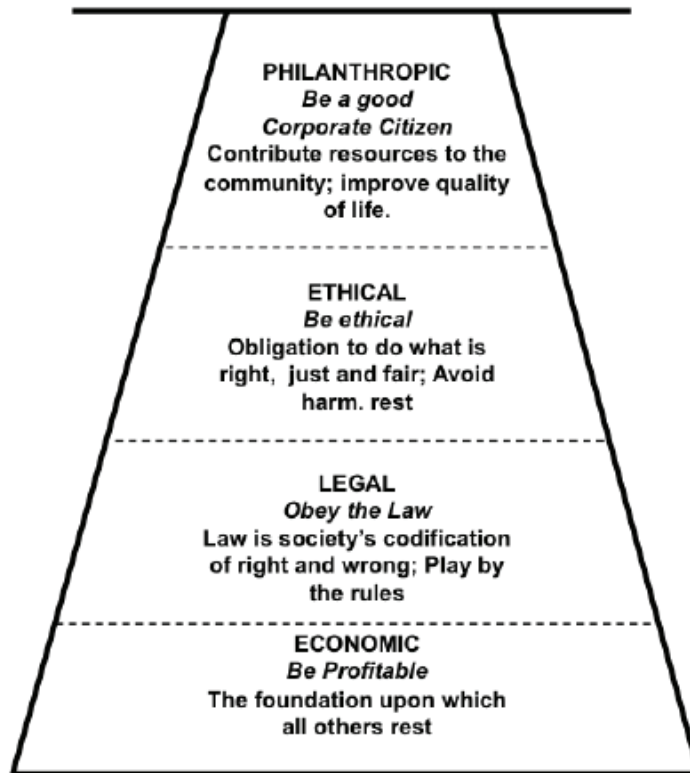 PHILANTHROPIC
Be a good
Corporate Citizen
Contribute resources to the
community; improve quality
of life.
ETHICAL
Be ethical
Obligation to do what is
right, just and fair; Avoid
harm. rest
LEGAL
Obey the Law
Law is society's codification
of right and wrong; Play by
the rules
ECONOMIC
Be Profitable
The foundation upon which
all others rest